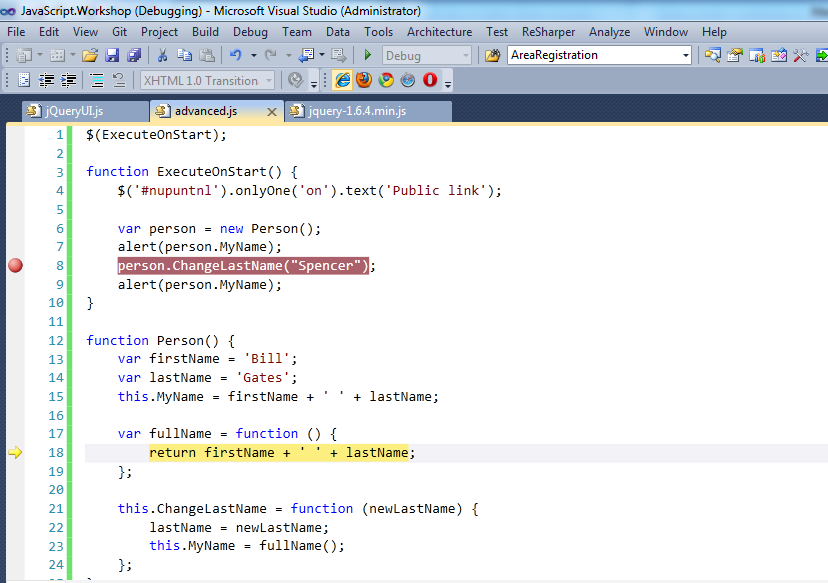 JavaScript.Workshop (Debugging) - Microsoft Visual Studio (Administrator)
File Edit View Git Project Build Debug Team Data Tools Architecture Test ReSharper Analyze Window Help
Debug AreaRegistration
XHTML 1.0 Transition
jQueryUI.js advanced.js jquery-1.6.4.min.js
1 $(ExecuteOnStart);
2
3 function ExecuteOnStart() {
4 $('#nupuntnl').onlyOne('on').text('Public link');
5
6 var person = new Person();
7 alert(person.MyName);
8 person.ChangeLastName("Spencer");
9 alert(person.MyName);
10 }
11
12 function Person() {
13 var firstName = 'Bill';
14 var lastName = 'Gates';
15 this.MyName = firstName + ' ' + lastName;
16
17 var fullName = function () {
18 return firstName + ' ' + lastName;
19 };
20
21 this.ChangeLastName = function (newLastName) {
22 lastName = newLastName;
23 this.MyName = fullName();
24 };